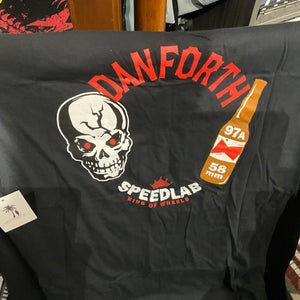 DANFORTH
97A
58
mm
SPEEDLAB
KING OF WHEELS